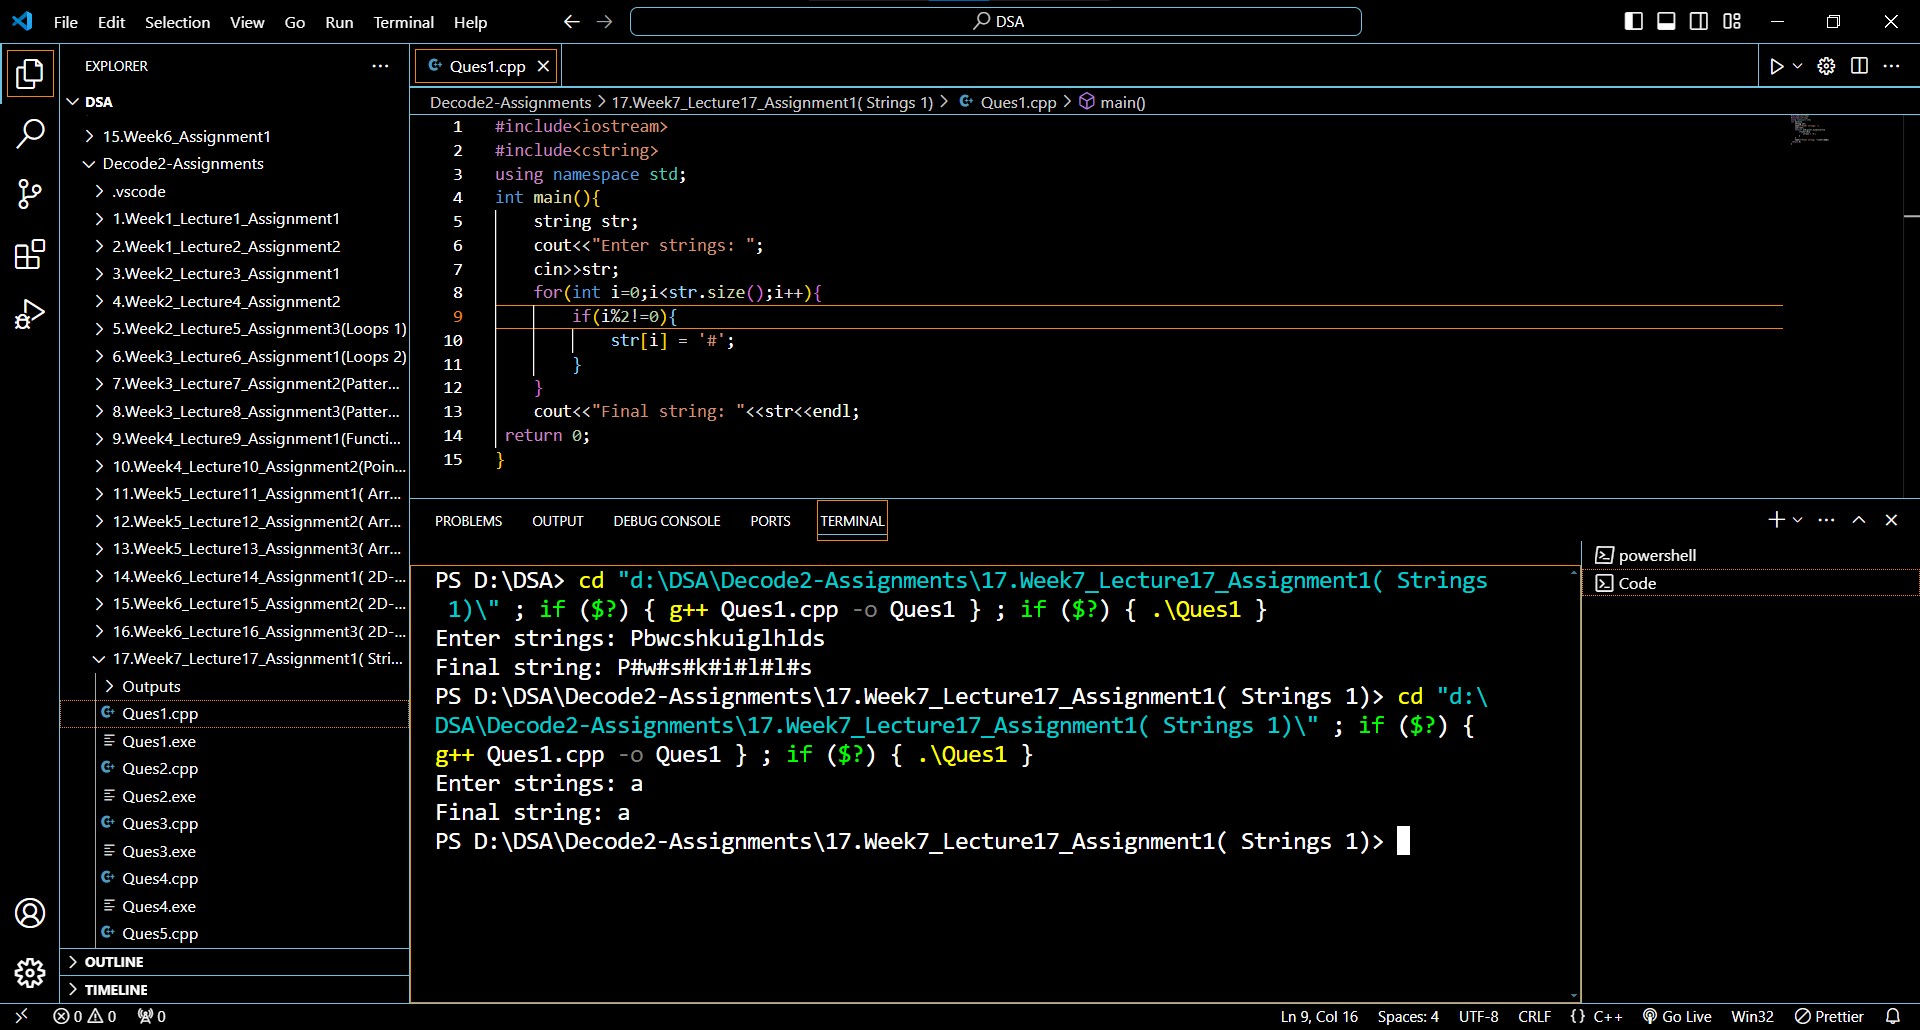 File Edit Selection View Go Run Terminal Help
DSA
EXPLORER
DSA
15.Week6_Assignment1
Decode2-Assignments
.vscode
1.Week1_Lecture1_Assignment1
2.Week1_Lecture2_Assignment2
3.Week2_Lecture3_Assignment1
4.Week2_Lecture4_Assignment2
5.Week2_Lecture5_Assignment3(Loops 1)
6.Week3_Lecture6_Assignment1(Loops 2)
7.Week3_Lecture7_Assignment2(Patter...
8.Week3_Lecture8_Assignment3(Patter...
9.Week4_Lecture9_Assignment1(Functi...
10.Week4_Lecture10_Assignment2(Poin...
11.Week5_Lecture11_Assignment1( Arr...
12.Week5_Lecture12_Assignment2( Arr...
13.Week5_Lecture13_Assignment3( Arr...
14.Week6_Lecture14_Assignment1( 2D-...
15.Week6_Lecture15_Assignment2( 2D-...
16.Week6_Lecture16_Assignment3( 2D-...
17.Week7_Lecture17_Assignment1( Stri...
Outputs
Ques1.cpp
Ques1.exe
Ques2.cpp
Ques2.exe
Ques3.cpp
Ques3.exe
Ques4.cpp
Ques4.exe
Ques5.cpp
OUTLINE
TIMELINE
Ques1.cpp
Decode2-Assignments > 17.Week7_Lecture17_Assignment1( Strings 1) > Ques1.cpp > main()
1 #include<iostream>
2 #include<cstring>
3 using namespace std;
4 int main(){
5 string str;
6 cout<<"Enter strings: ";
7 cin>>str;
8 for(int i=0;i<str.size();i++){
9 if(i%2!=0){
10 str[i] = '#';
11 }
12 }
13 cout<<"Final string: "<<str<<endl;
14 return 0;
15 }
PROBLEMS OUTPUT DEBUG CONSOLE PORTS TERMINAL
powershell
Code
PS D:\DSA> cd "d:\DSA\Decode2-Assignments\17.Week7_Lecture17_Assignment1( Strings
1)\" ; if ($?) { g++ Ques1.cpp -o Ques1 } ; if ($?) { .\Ques1 }
Enter strings: Pbwcshkuiglhlds
Final string: P#w#s#k#i#l#l#s
PS D:\DSA\Decode2-Assignments\17.Week7_Lecture17_Assignment1( Strings 1)> cd "d:\
DSA\Decode2-Assignments\17.Week7_Lecture17_Assignment1( Strings 1)\" ; if ($?) {
g++ Ques1.cpp -o Ques1 } ; if ($?) { .\Ques1 }
Enter strings: a
Final string: a
PS D:\DSA\Decode2-Assignments\17.Week7_Lecture17_Assignment1( Strings 1)>
0 0 0 Ln 9, Col 16 Spaces: 4 UTF-8 CRLF {} C++ Go Live Win32 Prettier